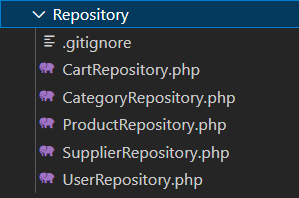 Repository
.gitignore
CartRepository.php
CategoryRepository.php
ProductRepository.php
SupplierRepository.php
UserRepository.php